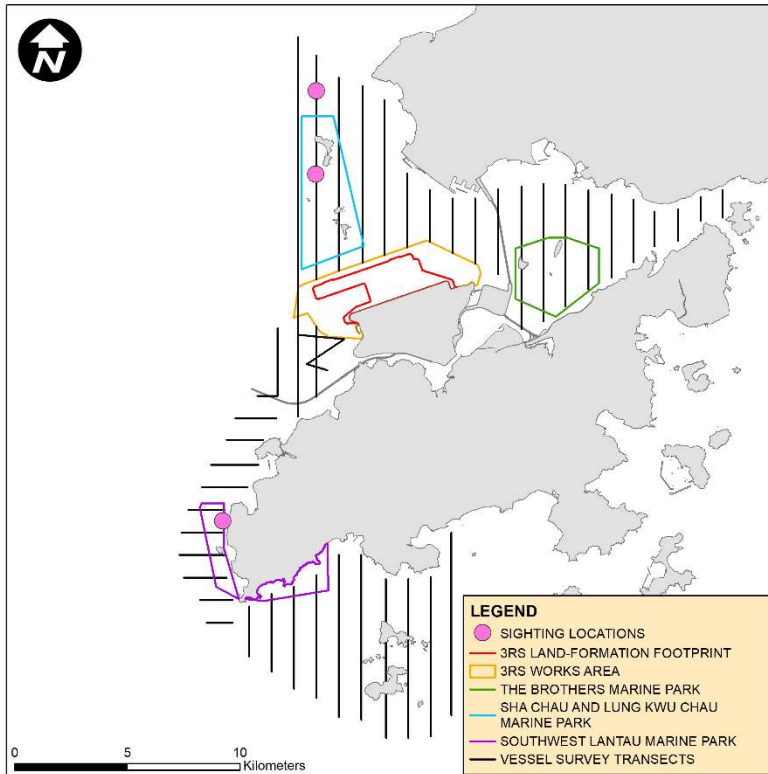 N
LEGEND
SIGHTING LOCATIONS
3RS LAND-FORMATION FOOTPRINT
3RS WORKS AREA
THE BROTHERS MARINE PARK
SHA CHAU AND LUNG KWU CHAU
MARINE PARK
SOUTHWEST LANTAU MARINE PARK
VESSEL SURVEY TRANSECTS
0 5 10
Kilometers